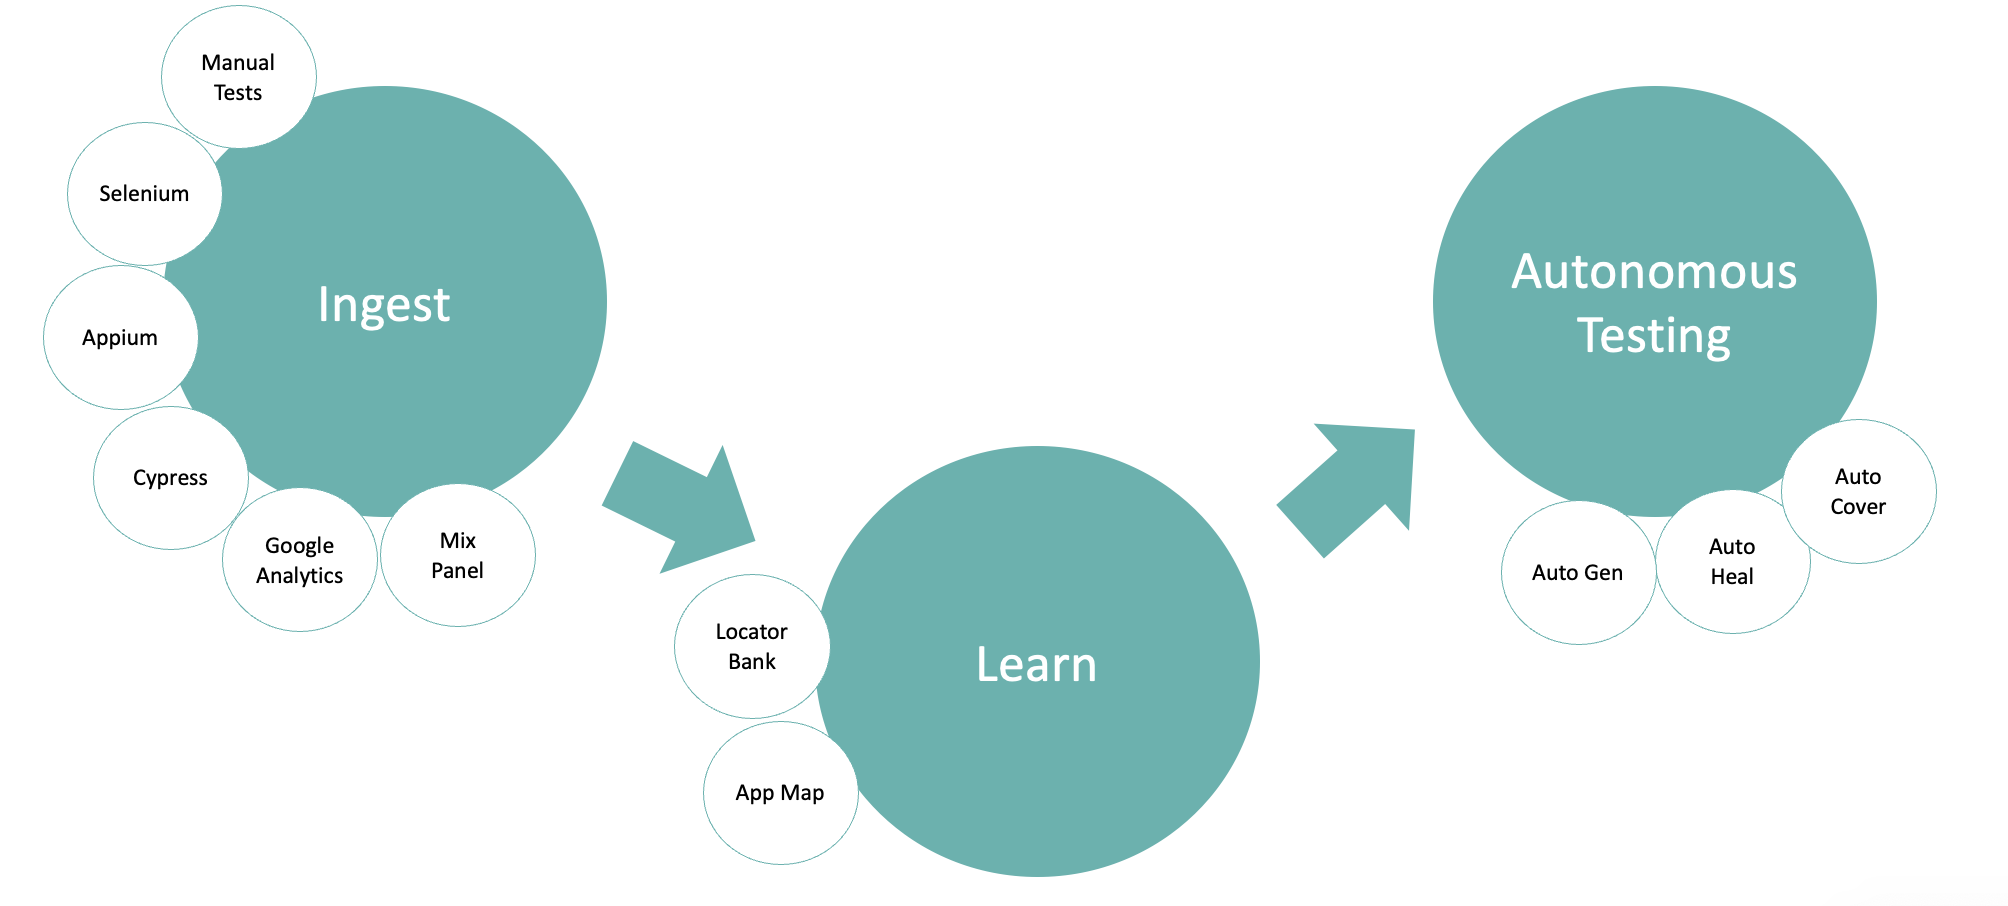 Manual
Tests
Selenium
Appium
Cypress
Google
Analytics
Mix
Panel
Ingest
Locator
Bank
App Map
Learn
Autonomous
Testing
Auto Gen
Auto
Heal
Auto
Cover